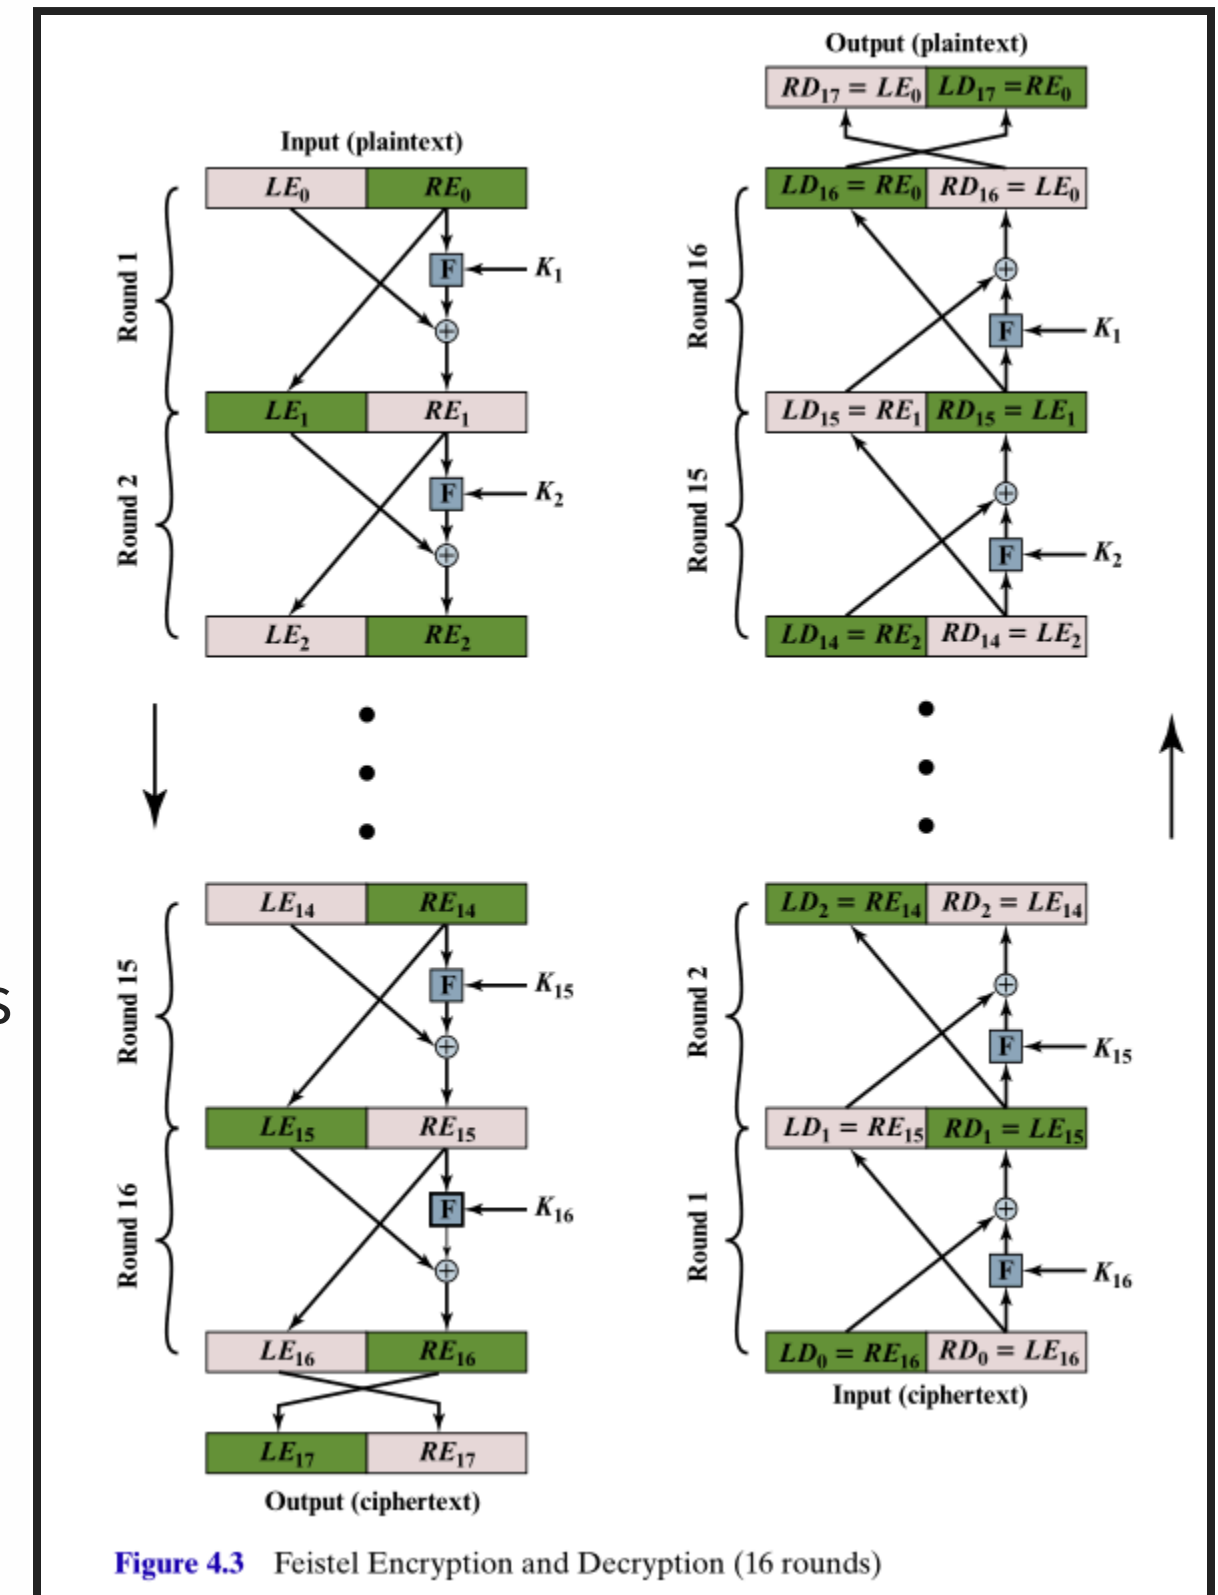 Input (plaintext)
LE0 RE0
Round 1
F K1
+
LE1 RE1
Round 2
F K2
+
LE2 RE2
s
LE14 RE14
Round 15
F K15
+
LE15 RE15
Round 16
F K16
+
LE16 RE16
LE17 RE17
Output (ciphertext)
Output (plaintext)
RD17 = LE0 LD17 =RE0
LD16 = RE0 RD16 = LE0
Round 16
+
F K1
LD15 = RE1 RD15 = LE1
Round 15
+
F K2
LD14 = RE2 RD14 = LE2
LD2 = RE14 RD2 = LE14
Round 2
+
F K15
LD1 = RE15 RD1 = LE15
Round 1
+
F K16
LD0 = RE16 RD0 = LE16
Input (ciphertext)
Figure 4.3 Feistel Encryption and Decryption (16 rounds)